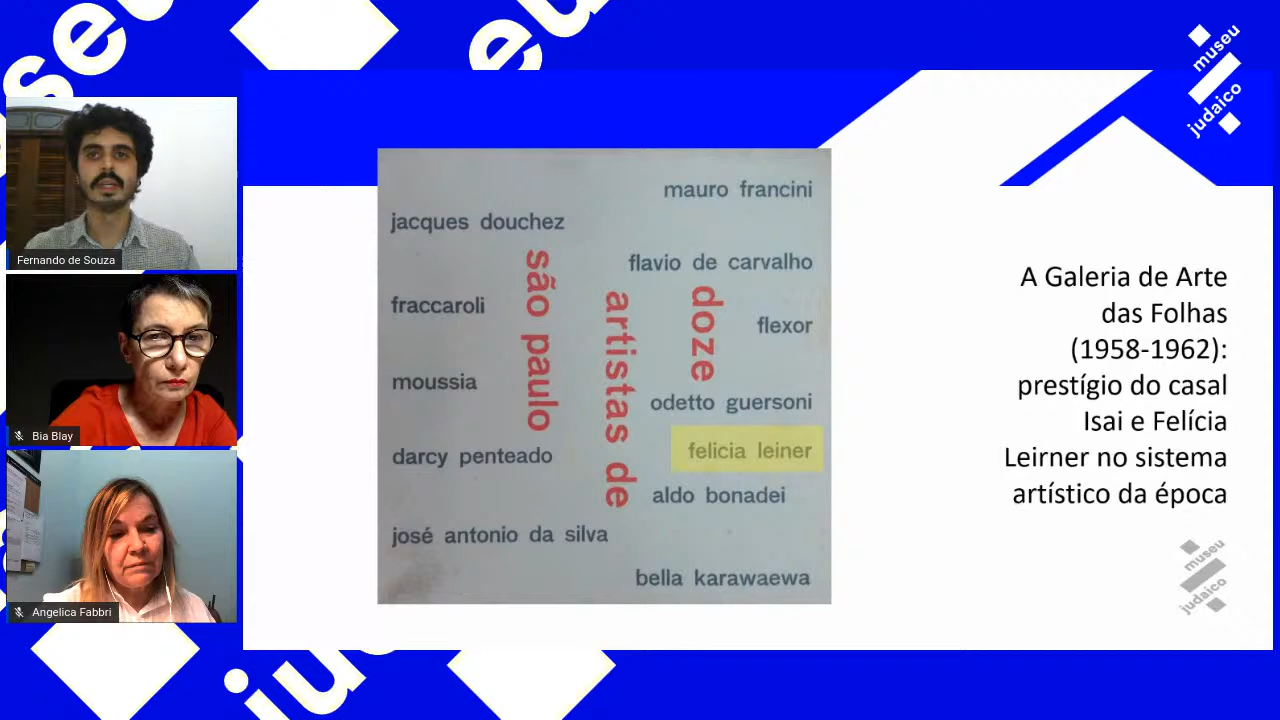 seu
eu
museu
judaico
Fernando de Souza
Bia Blay
Angelica Fabbri
mauro francini
jacques douchez
flavio de carvalho
fraccaroli
flexor
moussia
odetto guersoni
darcy penteado
felicia leiner
aldo bonadei
josé antonio da silva
bella karawaewa
doze
artistas de
são paulo
A Galeria de Arte
das Folhas
(1958-1962):
prestígio do casal
Isai e Felícia
Leirner no sistema
artístico da época
museu
judaico
ju